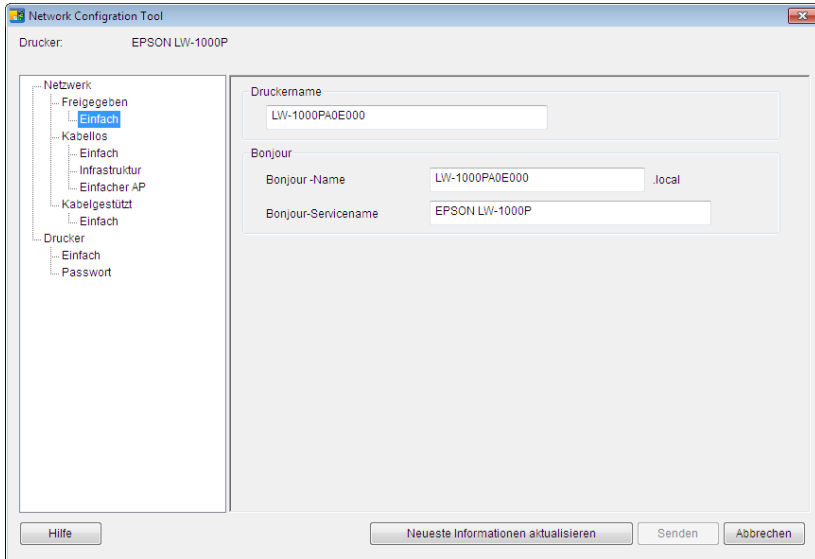 Network Configration Tool
Drucker: EPSON LW-1000P
Netzwerk
Freigegeben
Einfach
Kabellos
Einfach
Infrastruktur
Einfacher AP
Kabelgestützt
Einfach
Drucker
Einfach
Passwort
Druckername
LW-1000PA0E000
Bonjour
Bonjour -Name LW-1000PA0E000 .local
Bonjour-Servicename EPSON LW-1000P
Hilfe Neueste Informationen aktualisieren Senden Abbrechen